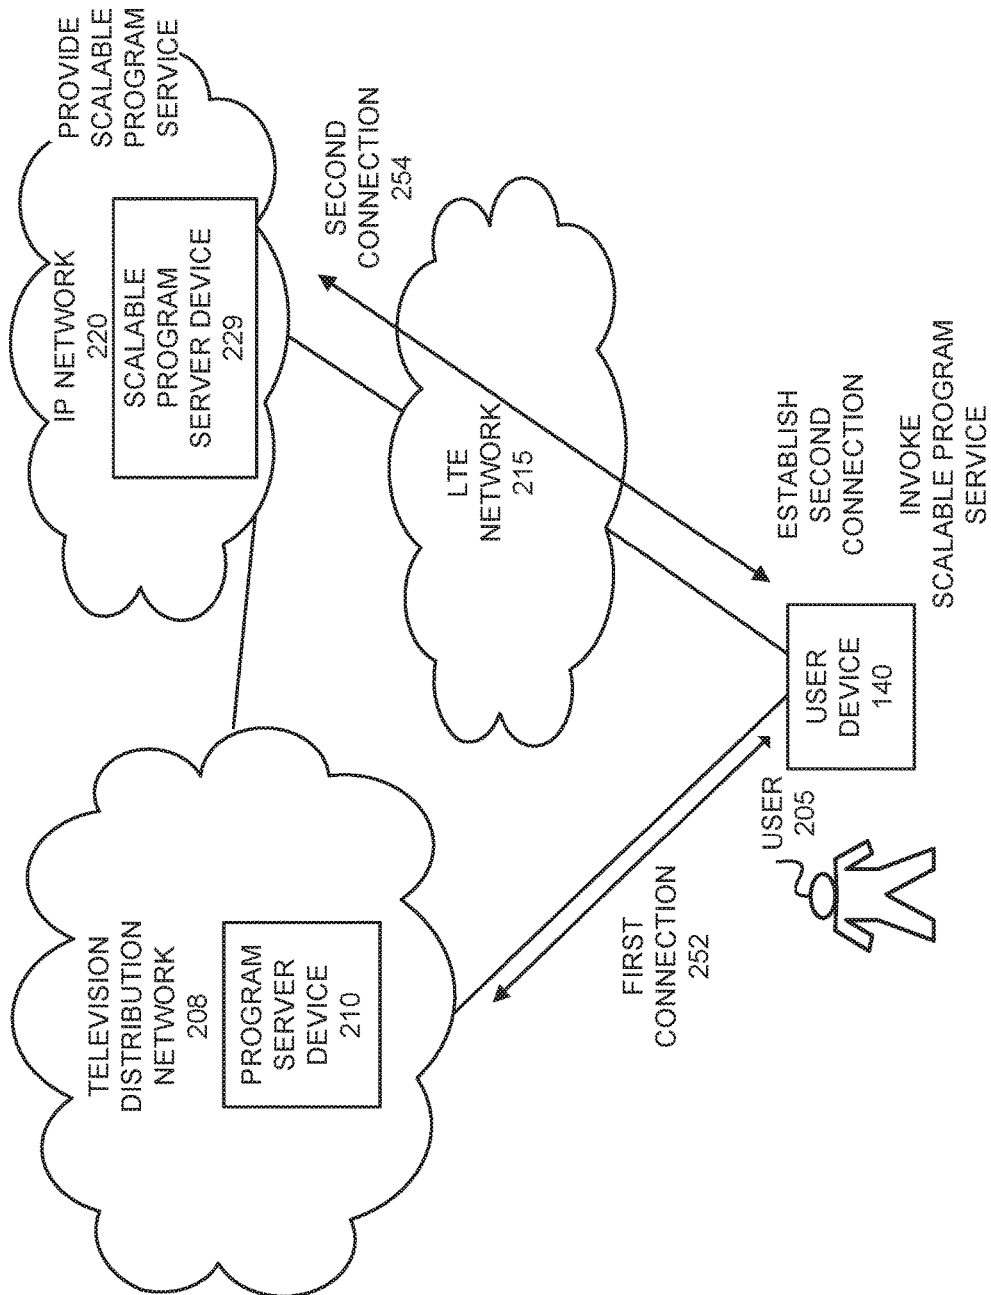 TELEVISION
DISTRIBUTION
NETWORK
208
PROGRAM
SERVER
DEVICE
210
IP NETWORK
220
SCALABLE
PROGRAM
SERVER DEVICE
229
PROVIDE
SCALABLE
PROGRAM
SERVICE
SECOND
CONNECTION
254
LTE
NETWORK
215
FIRST
CONNECTION
252
USER
205
USER
DEVICE
140
ESTABLISH
SECOND
CONNECTION
INVOKE
SCALABLE PROGRAM
SERVICE